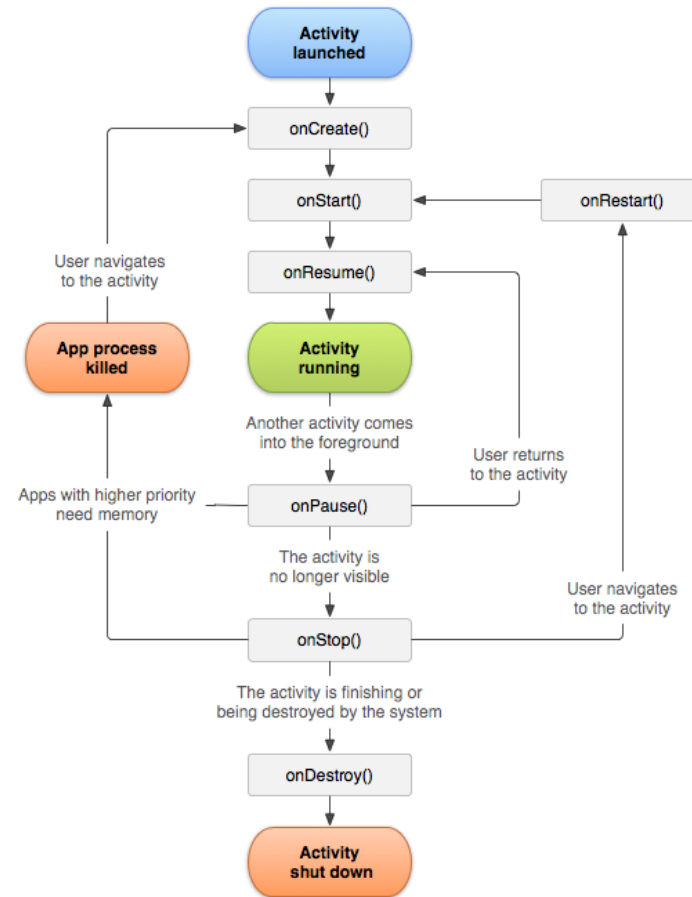 Activity
launched
onCreate()
onStart()
onRestart()
User navigates
to the activity
onResume()
App process
killed
Activity
running
Another activity comes
into the foreground
User returns
to the activity
Apps with higher priority
need memory
onPause()
The activity is
no longer visible
User navigates
to the activity
onStop()
The activity is finishing or
being destroyed by the system
onDestroy()
Activity
shut down